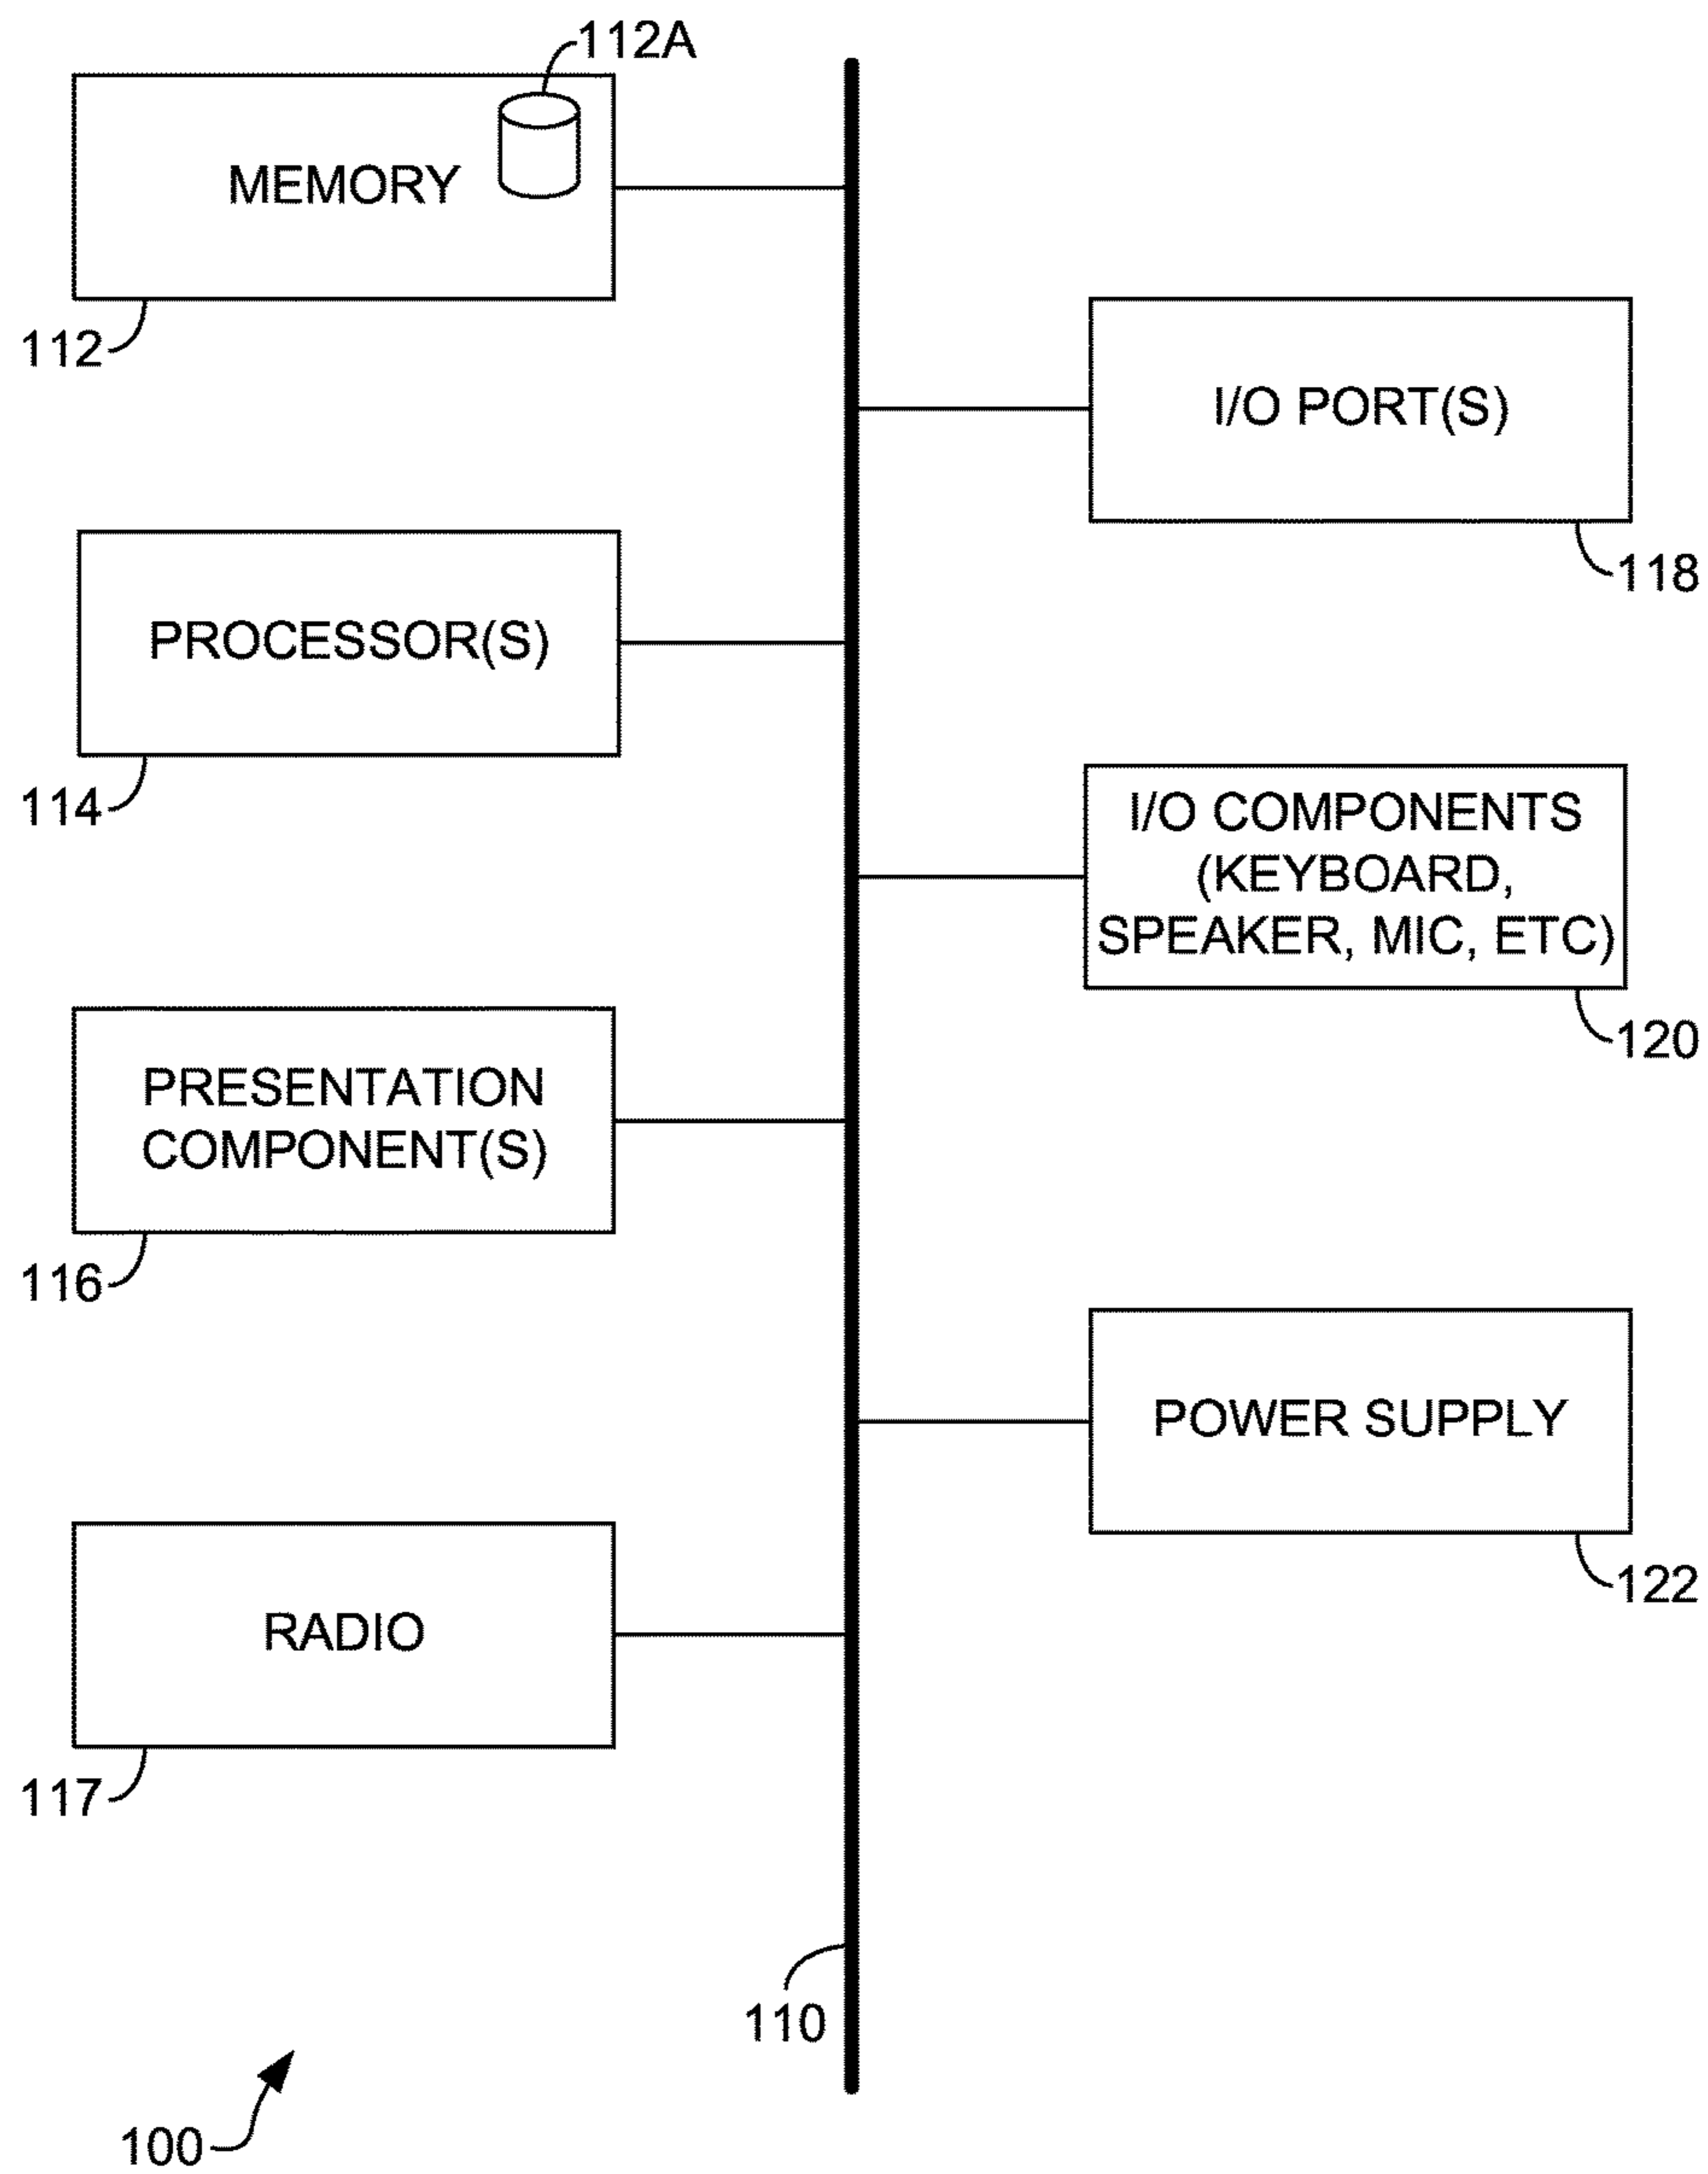 112A
MEMORY
112
I/O PORT(S)
118
PROCESSOR(S)
114
I/O COMPONENTS
(KEYBOARD,
SPEAKER, MIC, ETC)
120
PRESENTATION
COMPONENT(S)
116
POWER SUPPLY
122
RADIO
117
110
100